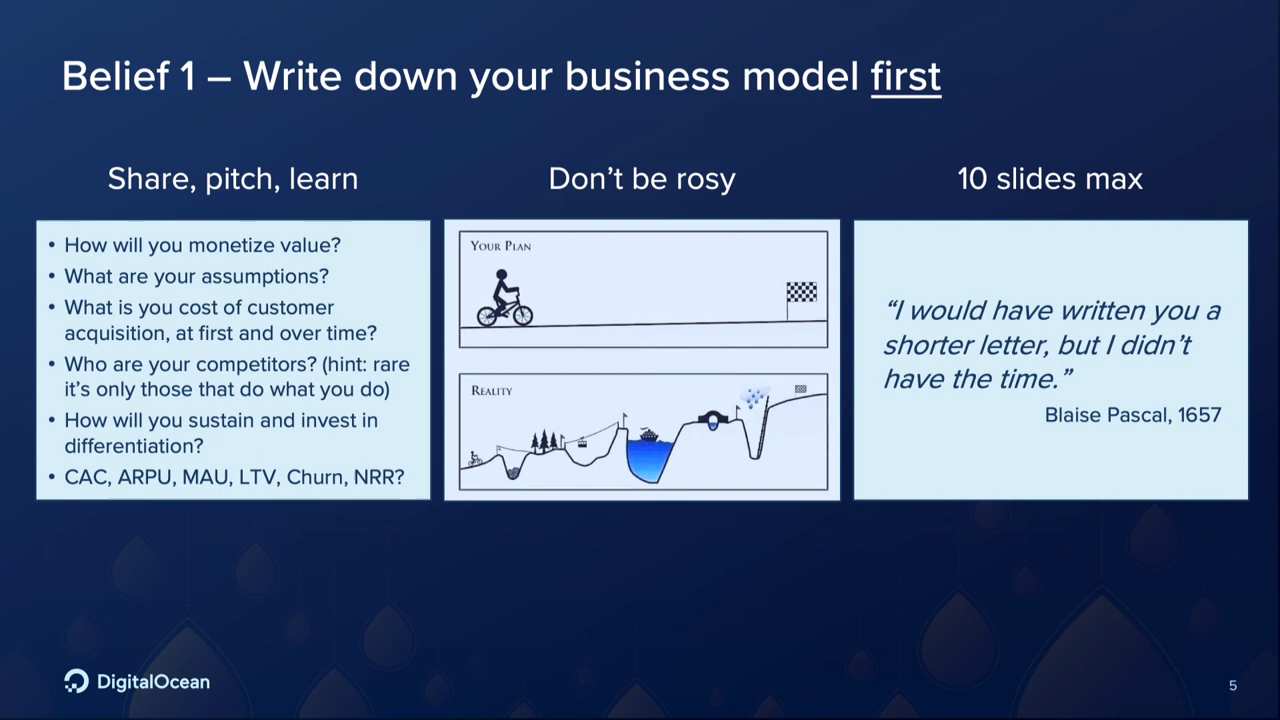 Belief 1 – Write down your business model first
Share, pitch, learn
• How will you monetize value?
• What are your assumptions?
• What is you cost of customer
acquisition, at first and over time?
• Who are your competitors? (hint: rare
it’s only those that do what you do)
• How will you sustain and invest in
differentiation?
• CAC, ARPU, MAU, LTV, Churn, NRR?
Don’t be rosy
YOUR PLAN
REALITY
10 slides max
“I would have written you a
shorter letter, but I didn’t
have the time.”
Blaise Pascal, 1657
DigitalOcean
5